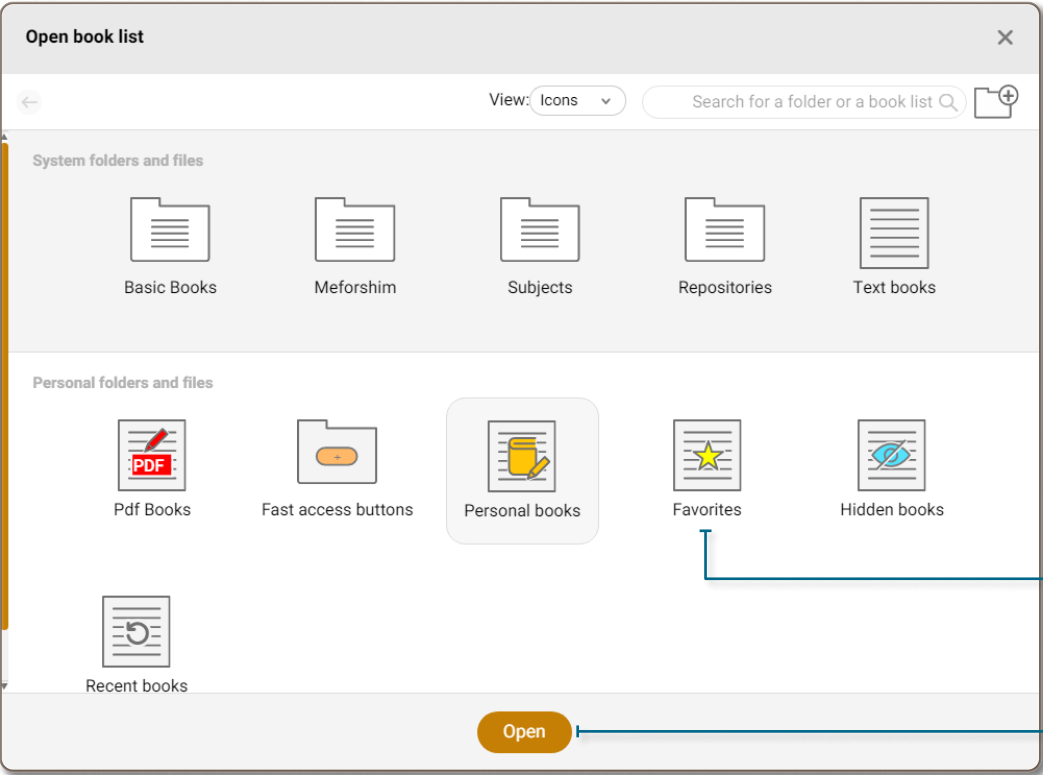 Open book list
View: Icons Search for a folder or a book list
System folders and files
Basic Books Meforshim Subjects Repositories Text books
Personal folders and files
PDF
Pdf Books Fast access buttons Personal books Favorites Hidden books
Recent books
Open